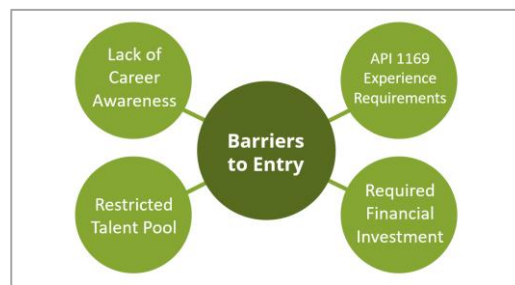 Lack of
Career
Awareness
API 1169
Experience
Requirements
Barriers
to Entry
Restricted
Talent Pool
Required
Financial
Investment